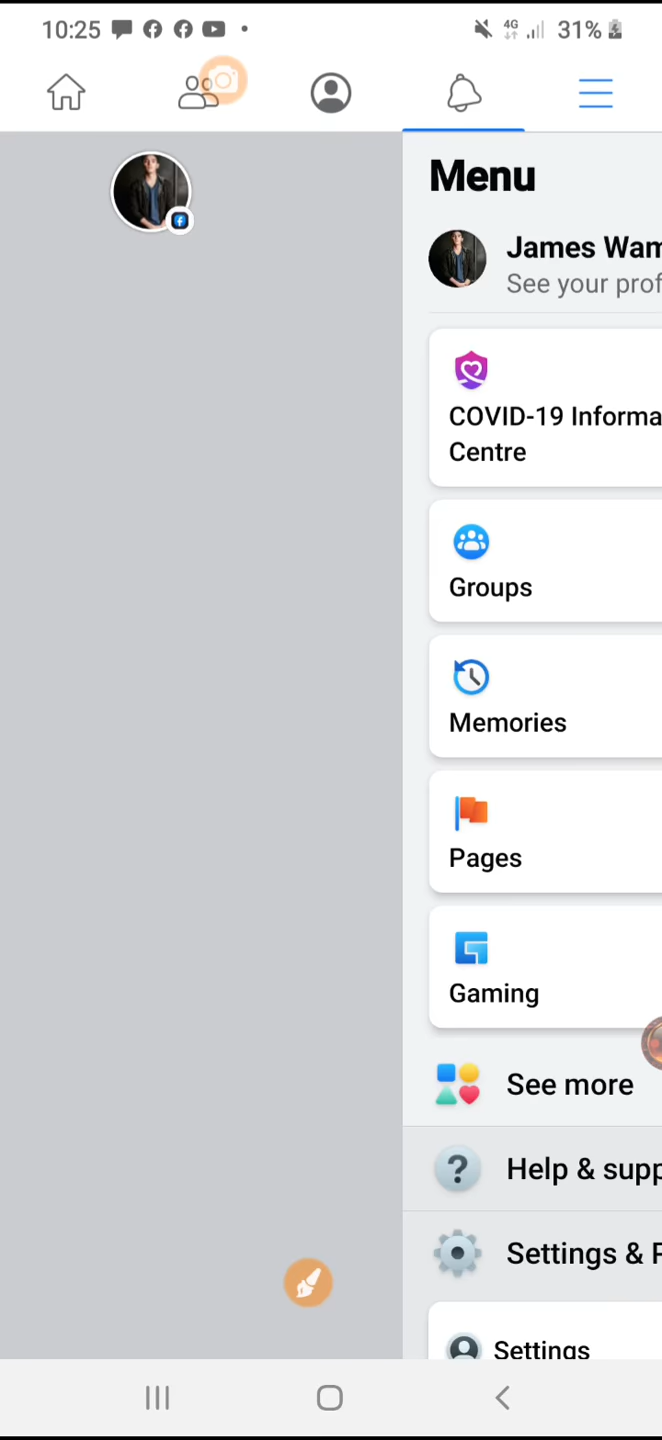 10:25
4G
31%
Menu
James Wam
See your prof
COVID-19 Informa
Centre
Groups
Memories
Pages
Gaming
See more
Help & supp
Settings & P
Settings